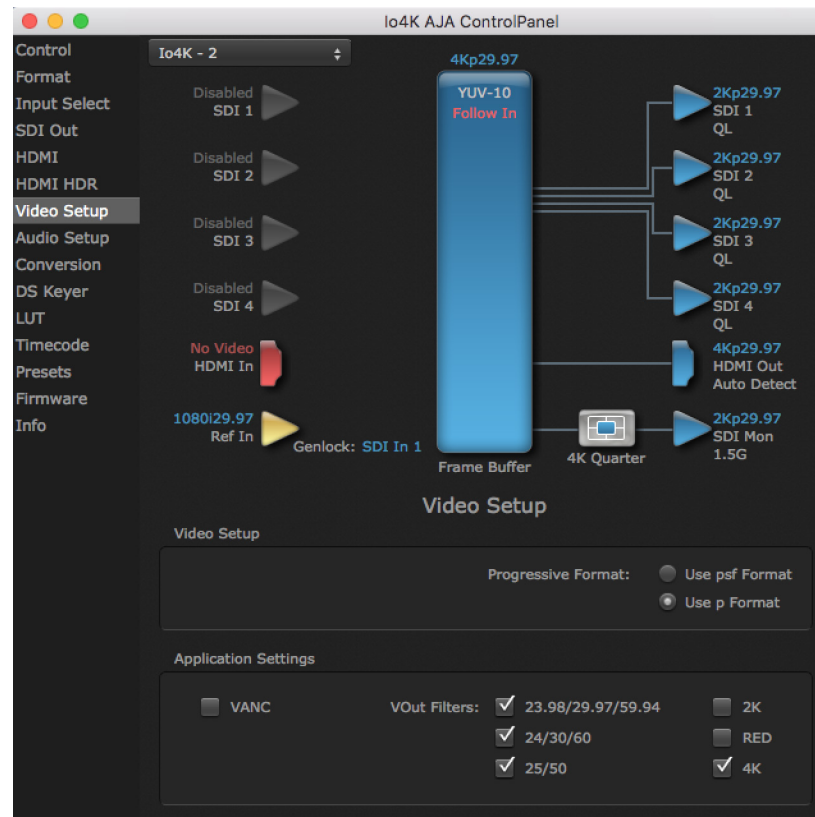 Io4K AJA ControlPanel
Control
Format
Input Select
SDI Out
HDMI
HDMI HDR
Video Setup
Audio Setup
Conversion
DS Keyer
LUT
Timecode
Presets
Firmware
Info
Io4K - 2
Disabled
SDI 1
Disabled
SDI 2
Disabled
SDI 3
Disabled
SDI 4
No Video
HDMI In
1080i29.97
Ref In
Genlock: SDI In 1
4Kp29.97
YUV-10
Follow In
Frame Buffer
4K Quarter
2Kp29.97
SDI 1
QL
2Kp29.97
SDI 2
QL
2Kp29.97
SDI 3
QL
2Kp29.97
SDI 4
QL
4Kp29.97
HDMI Out
Auto Detect
2Kp29.97
SDI Mon
1.5G
Video Setup
Video Setup
Progressive Format: Use psf Format
Use p Format
Application Settings
VANC VOut Filters: 23.98/29.97/59.94 2K
24/30/60 RED
25/50 4K